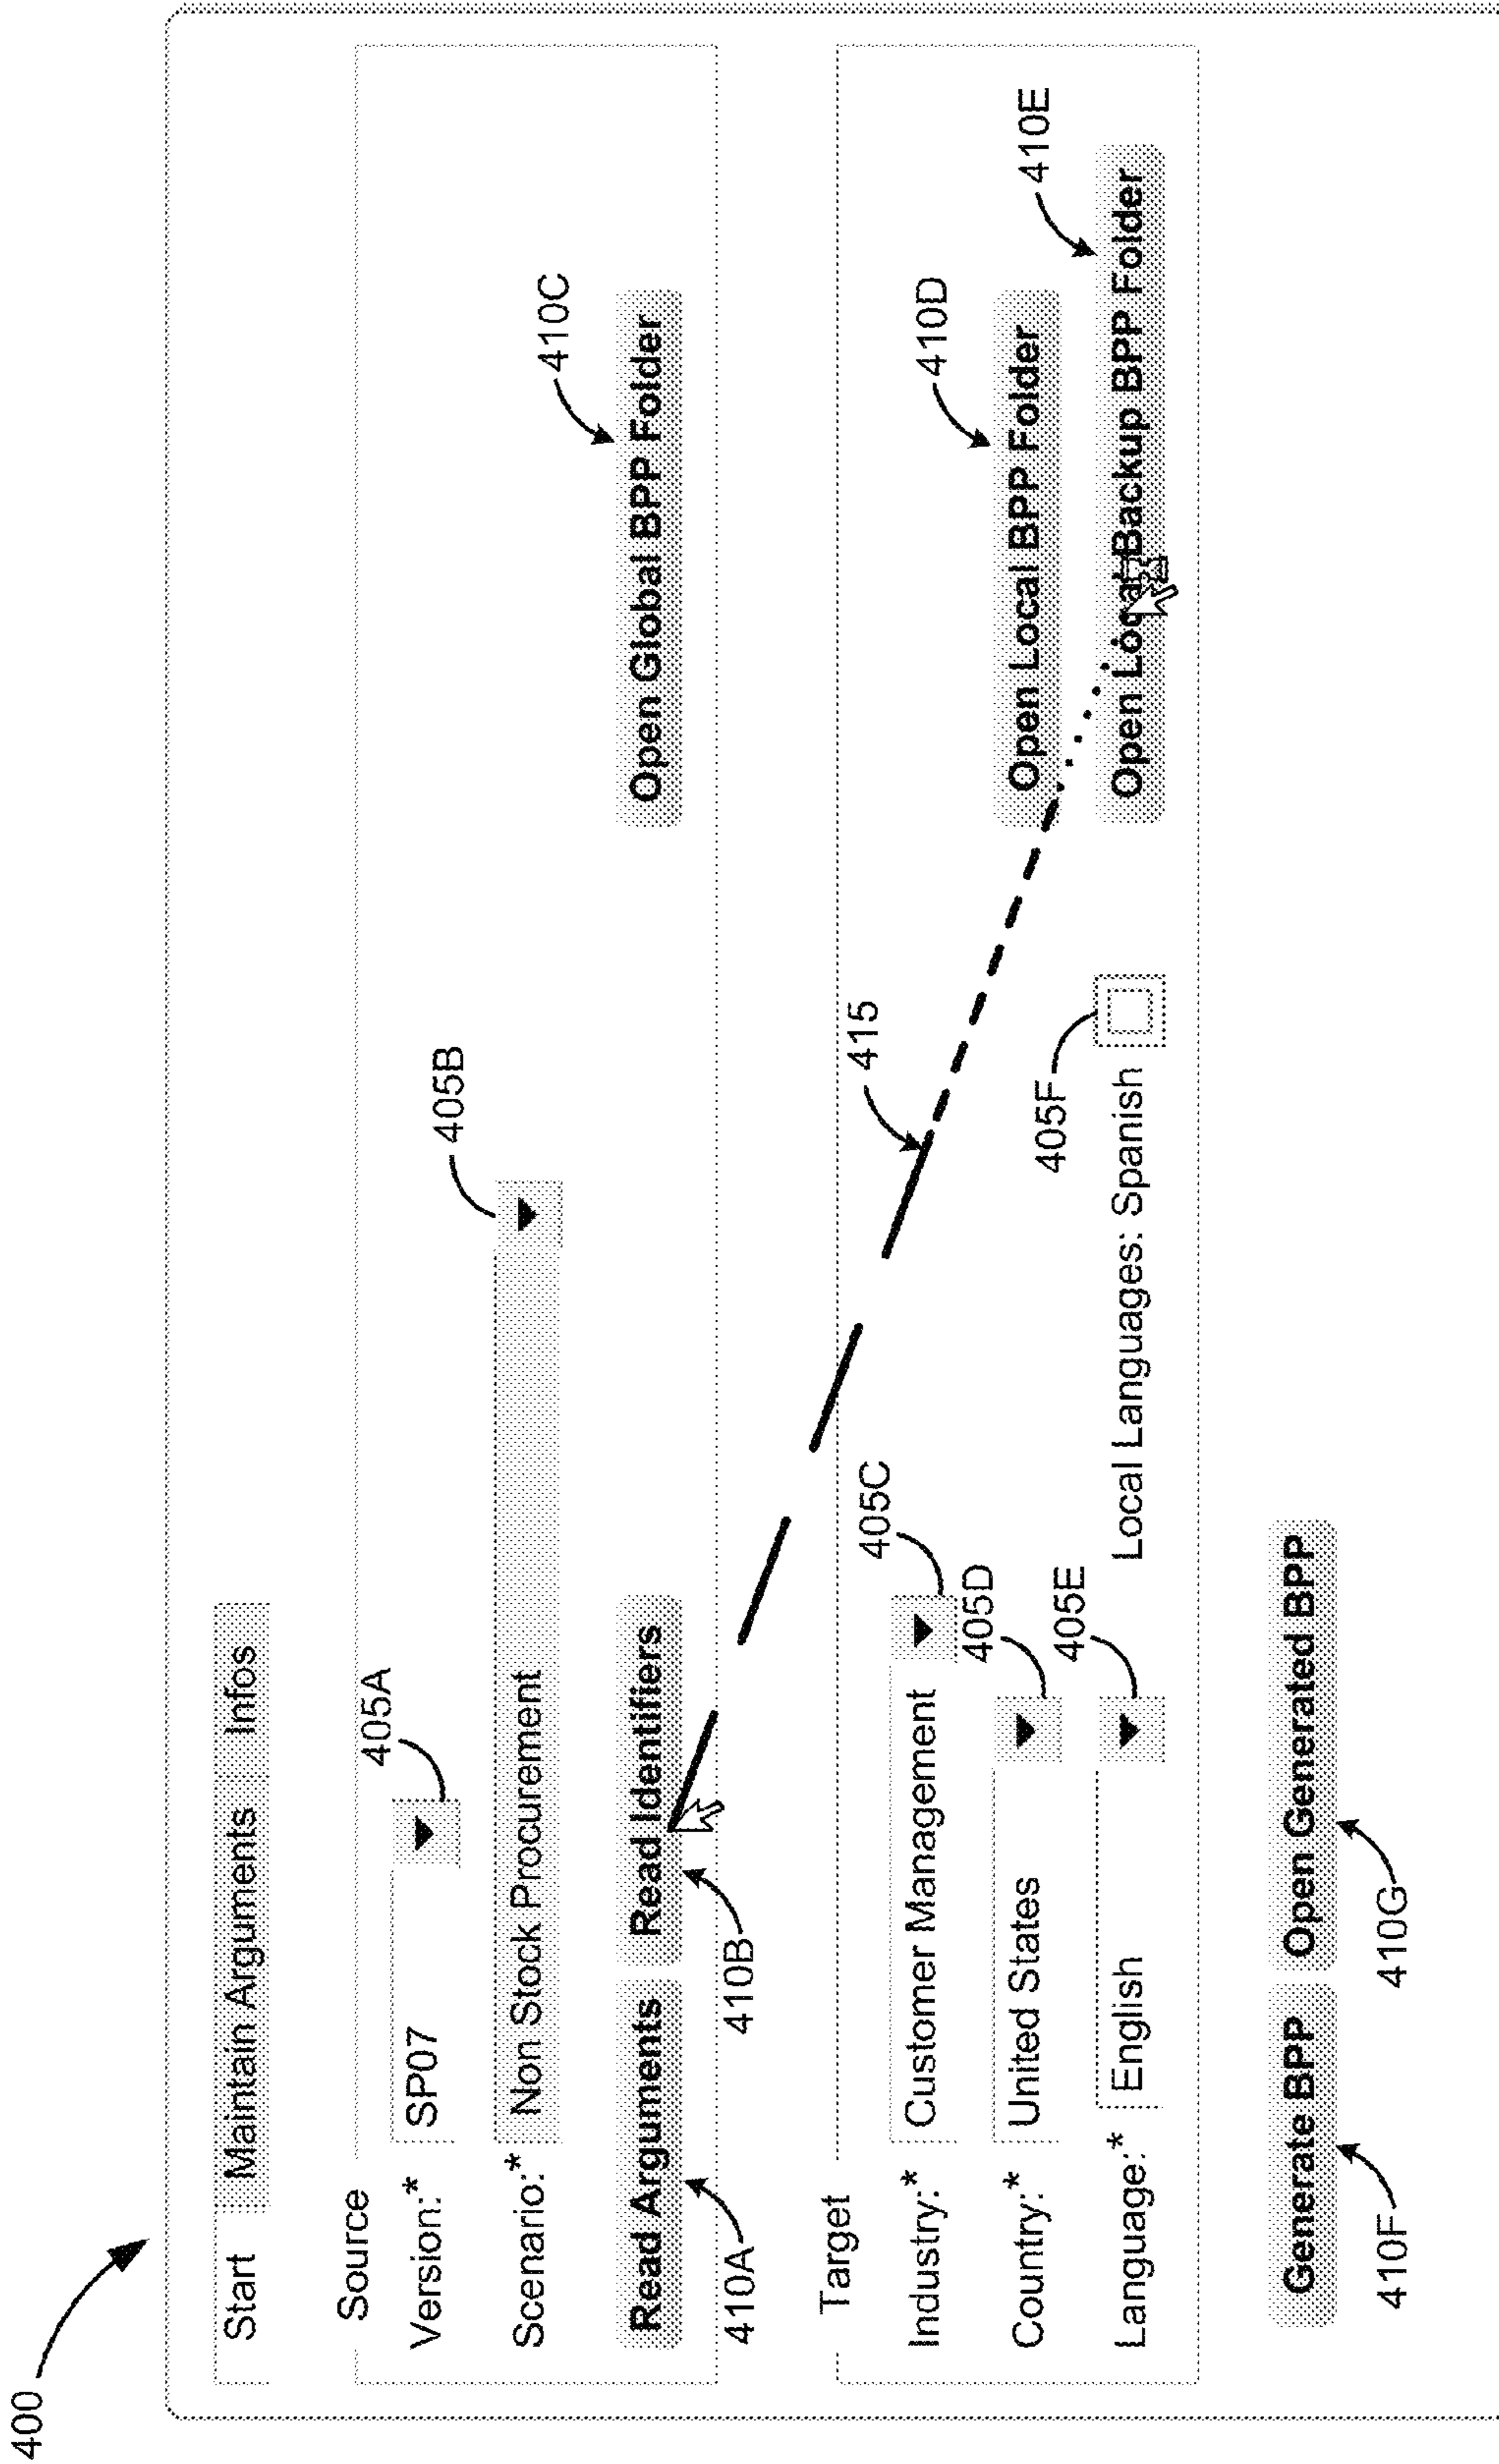 400
Start Maintain Arguments Infos
Source
Version:* SP07 405A
Scenario:* Non Stock Procurement 405B
Read Arguments Read Identifiers Open Global BPP Folder
410A 410B 410C
Target
415
Industry:* Customer Management 405C
Country:* United States 405D Open Local BPP Folder 410D
Language:* English 405E Local Languages: Spanish 405F Open Local Backup BPP Folder 410E
Generate BPP Open Generated BPP
410F 410G